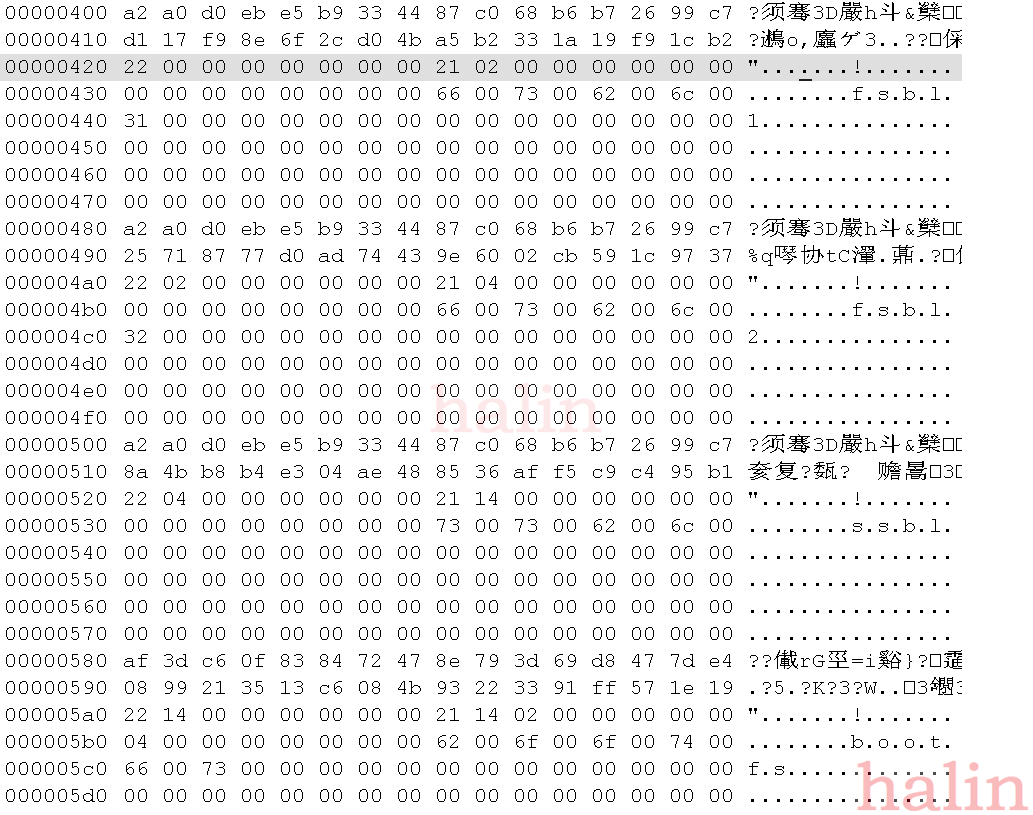 00000400 a2 a0 d0 eb e5 b9 33 44 87 c0 68 b6 b7 26 99 c7 ?须骞3D嚴h斗&櫱□□
00000410 d1 17 f9 8e 6f 2c d0 4b a5 b2 33 1a 19 f9 1c b2 ?o,ゲ3..??□倸
00000420 22 00 00 00 00 00 00 00 21 02 00 00 00 00 00 00 ".......!.......
00000430 00 00 00 00 00 00 00 00 66 00 73 00 62 00 6c 00 ........f.s.b.l.
00000440 31 00 00 00 00 00 00 00 00 00 00 00 00 00 00 00 1...............
00000450 00 00 00 00 00 00 00 00 00 00 00 00 00 00 00 00 ................
00000460 00 00 00 00 00 00 00 00 00 00 00 00 00 00 00 00 ................
00000470 00 00 00 00 00 00 00 00 00 00 00 00 00 00 00 00 ................
00000480 a2 a0 d0 eb e5 b9 33 44 87 c0 68 b6 b7 26 99 c7 ?须骞3D嚴h斗&櫱□□
00000490 25 71 87 77 d0 ad 74 43 9e 60 02 cb 59 1c 97 37 %q噖协tC瀈.薡.?□
000004a0 22 02 00 00 00 00 00 00 21 04 00 00 00 00 00 00 ".......!.......
000004b0 00 00 00 00 00 00 00 00 66 00 73 00 62 00 6c 00 ........f.s.b.l.
000004c0 32 00 00 00 00 00 00 00 00 00 00 00 00 00 00 00 2...............
000004d0 00 00 00 00 00 00 00 00 00 00 00 00 00 00 00 00 ................
000004e0 00 00 00 00 00 00 00 00 00 00 00 00 00 00 00 00 ................
000004f0 00 00 00 00 00 00 00 00 00 00 00 00 00 00 00 00 ................
00000500 a2 a0 d0 eb e5 b9 33 44 87 c0 68 b6 b7 26 99 c7 ?须骞3D嚴h斗&櫱□□
00000510 8a 4b b8 b4 e3 04 ae 48 85 36 af f5 c9 c4 95 b1 奒复?甐? 赡暠□3□
00000520 22 04 00 00 00 00 00 00 21 14 00 00 00 00 00 00 ".......!.......
00000530 00 00 00 00 00 00 00 00 73 00 73 00 62 00 6c 00 ........s.s.b.l.
00000540 00 00 00 00 00 00 00 00 00 00 00 00 00 00 00 00 ................
00000550 00 00 00 00 00 00 00 00 00 00 00 00 00 00 00 00 ................
00000560 00 00 00 00 00 00 00 00 00 00 00 00 00 00 00 00 ................
00000570 00 00 00 00 00 00 00 00 00 00 00 00 00 00 00 00 ................
00000580 af 3d c6 0f 83 84 72 47 8e 79 3d 69 d8 47 7d e4 ??儎rG巠=i豀}?□
00000590 08 99 21 35 13 c6 08 4b 93 22 33 91 ff 57 1e 19 .?5.?K?3?W..□3
000005a0 22 14 00 00 00 00 00 00 21 14 02 00 00 00 00 00 ".......!.......
000005b0 04 00 00 00 00 00 00 00 62 00 6f 00 6f 00 74 00 ........b.o.o.t.
000005c0 66 00 73 00 00 00 00 00 00 00 00 00 00 00 00 00 f.s.............
000005d0 00 00 00 00 00 00 00 00 00 00 00 00 00 00 00 00 ................
halin
halin